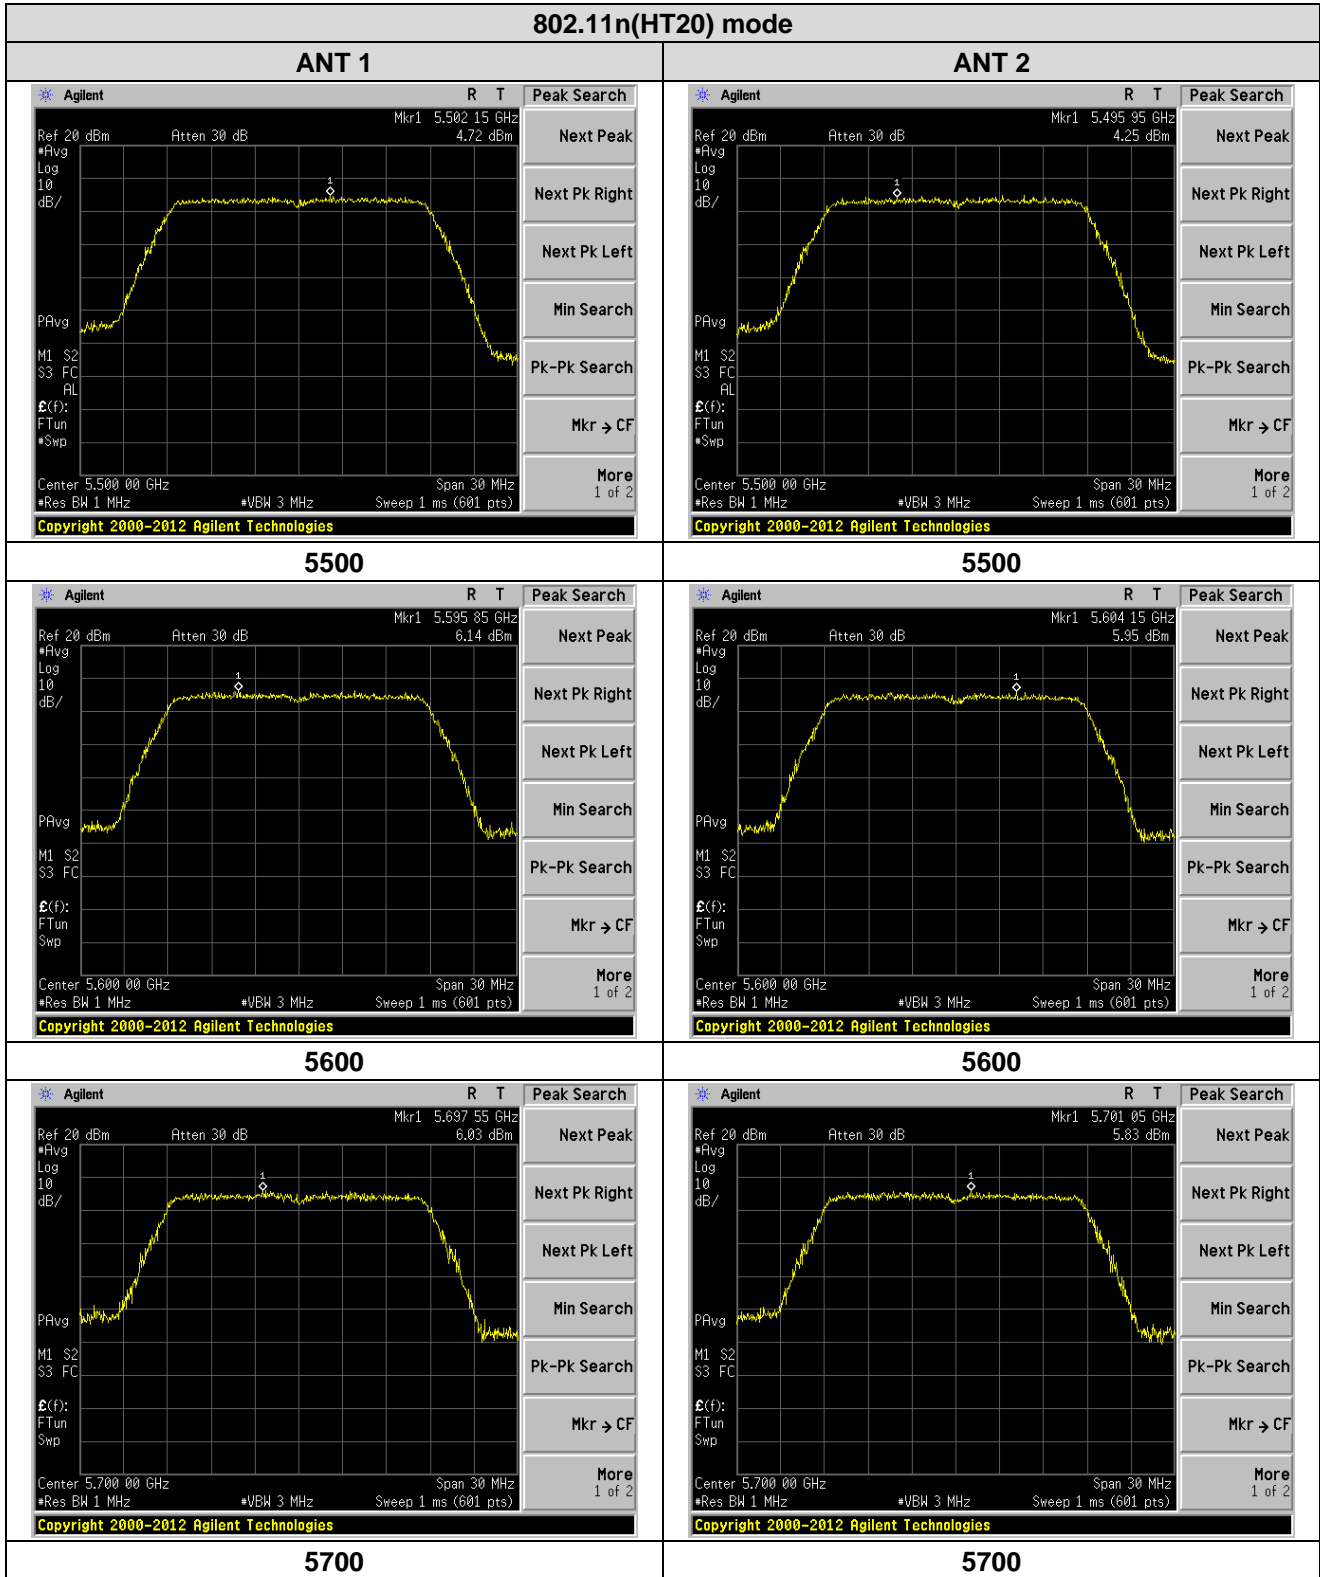 802.11n(HT20) mode
ANT 1
ANT 2
Agilent R T Peak Search
Mkr1 5.502 15 GHz
Ref 20 dBm Atten 30 dB 4.72 dBm
#Avg
Log
10
dB/
1
PAvg
M1 S2
S3 FC
AL
£(f):
FTun
#Swp
Center 5.500 00 GHz Span 30 MHz
#Res BW 1 MHz #VBW 3 MHz Sweep 1 ms (601 pts)
Copyright 2000-2012 Agilent Technologies
Next Peak
Next Pk Right
Next Pk Left
Min Search
Pk-Pk Search
Mkr → CF
More
1 of 2
Agilent R T Peak Search
Mkr1 5.495 95 GHz
Ref 20 dBm Atten 30 dB 4.25 dBm
#Avg
Log
10
dB/
1
PAvg
M1 S2
S3 FC
AL
£(f):
FTun
#Swp
Center 5.500 00 GHz Span 30 MHz
#Res BW 1 MHz #VBW 3 MHz Sweep 1 ms (601 pts)
Copyright 2000-2012 Agilent Technologies
Next Peak
Next Pk Right
Next Pk Left
Min Search
Pk-Pk Search
Mkr → CF
More
1 of 2
5500
5500
Agilent R T Peak Search
Mkr1 5.595 85 GHz
Ref 20 dBm Atten 30 dB 6.14 dBm
#Avg
Log
10
dB/
1
PAvg
M1 S2
S3 FC
£(f):
FTun
Swp
Center 5.600 00 GHz Span 30 MHz
#Res BW 1 MHz #VBW 3 MHz Sweep 1 ms (601 pts)
Copyright 2000-2012 Agilent Technologies
Next Peak
Next Pk Right
Next Pk Left
Min Search
Pk-Pk Search
Mkr → CF
More
1 of 2
Agilent R T Peak Search
Mkr1 5.604 15 GHz
Ref 20 dBm Atten 30 dB 5.95 dBm
#Avg
Log
10
dB/
1
PAvg
M1 S2
S3 FC
£(f):
FTun
Swp
Center 5.600 00 GHz Span 30 MHz
#Res BW 1 MHz #VBW 3 MHz Sweep 1 ms (601 pts)
Copyright 2000-2012 Agilent Technologies
Next Peak
Next Pk Right
Next Pk Left
Min Search
Pk-Pk Search
Mkr → CF
More
1 of 2
5600
5600
Agilent R T Peak Search
Mkr1 5.697 55 GHz
Ref 20 dBm Atten 30 dB 6.03 dBm
#Avg
Log
10
dB/
1
PAvg
M1 S2
S3 FC
£(f):
FTun
Swp
Center 5.700 00 GHz Span 30 MHz
#Res BW 1 MHz #VBW 3 MHz Sweep 1 ms (601 pts)
Copyright 2000-2012 Agilent Technologies
Next Peak
Next Pk Right
Next Pk Left
Min Search
Pk-Pk Search
Mkr → CF
More
1 of 2
Agilent R T Peak Search
Mkr1 5.701 05 GHz
Ref 20 dBm Atten 30 dB 5.83 dBm
#Avg
Log
10
dB/
1
PAvg
M1 S2
S3 FC
£(f):
FTun
Swp
Center 5.700 00 GHz Span 30 MHz
#Res BW 1 MHz #VBW 3 MHz Sweep 1 ms (601 pts)
Copyright 2000-2012 Agilent Technologies
Next Peak
Next Pk Right
Next Pk Left
Min Search
Pk-Pk Search
Mkr → CF
More
1 of 2
5700
5700